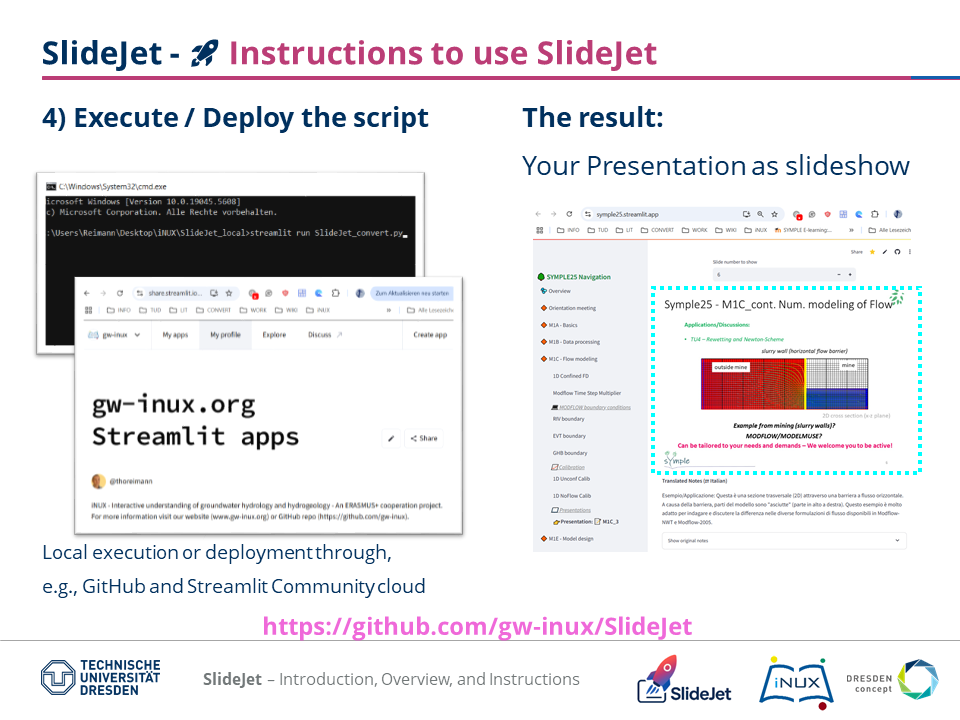 SlideJet - Instructions to use SlideJet
4) Execute / Deploy the script
C:\Windows\System32\cmd.exe
icrosoft Windows [Version 10.0.19045.5608]
c) Microsoft Corporation. Alle Rechte vorbehalten.
:\Users\Reimann\Desktop\iNUX\SlideJet_local>streamlit run SlideJet_convert.py
share.streamlit.io...
Zum Aktualisieren neu starten
INFO TUD LIT CONVERT WORK WIKI iNUX » Alle Lesezeich
gw-inux My apps My profile Explore Discuss Create app
gw-inux.org
Streamlit apps
Share
@thoreimann
iNUX - Interactive understanding of groundwater hydrology and hydrogeology - An ERASMUS+ cooperation project.
For more information visit our website (www.gw-inux.org) or GitHub repo (https://github.com/gw-inux).
Local execution or deployment through,
e.g., GitHub and Streamlit Community cloud
The result:
Your Presentation as slideshow
symple25.streamlit.app
INFO TUD LIT CONVERT WORK WIKI iNUX SYMPLE E-learning:... » Alle Lesezeich
Share
SYMPLE25 Navigation
Overview
Orientation meeting
M1A - Basics
M1B - Data processing
M1C - Flow modeling
1D Confined FD
Modflow Time Step Multiplier
MODFLOW boundary conditions
RIV boundary
EVT boundary
GHB boundary
Calibration
1D Unconf Calib
1D NoFlow Calib
Presentations
Presentation: M1C_3
M1E - Model design
Slide number to show
6 - +
Symple25 - M1C_cont. Num. modeling of Flow
Applications/Discussions:
• TU4 – Rewetting and Newton-Scheme
slurry wall (horizontal flow barrier)
outside mine
mine
2D cross section (x-z plane)
Example from mining (slurry walls)?
MODFLOW/MODELMUSE?
Can be tailored to your needs and demands – We welcome you to be active!
symple
6
Translated Notes (in Italian)
Esempio/Applicazione: Questa è una sezione trasversale (2D) attraverso una barriera a flusso orizzontale.
A causa della barriera, parti del modello sono "asciutte" (parte in alto a destra). Questo esempio è molto
adatto per indagare e discutere la differenza nelle diverse formulazioni di flusso disponibili in Modflow-
NWT e Modflow-2005.
Show original notes
https://github.com/gw-inux/SlideJet
TECHNISCHE
UNIVERSITÄT
DRESDEN
SlideJet – Introduction, Overview, and Instructions
SlideJet
iNUX
DRESDEN
concept